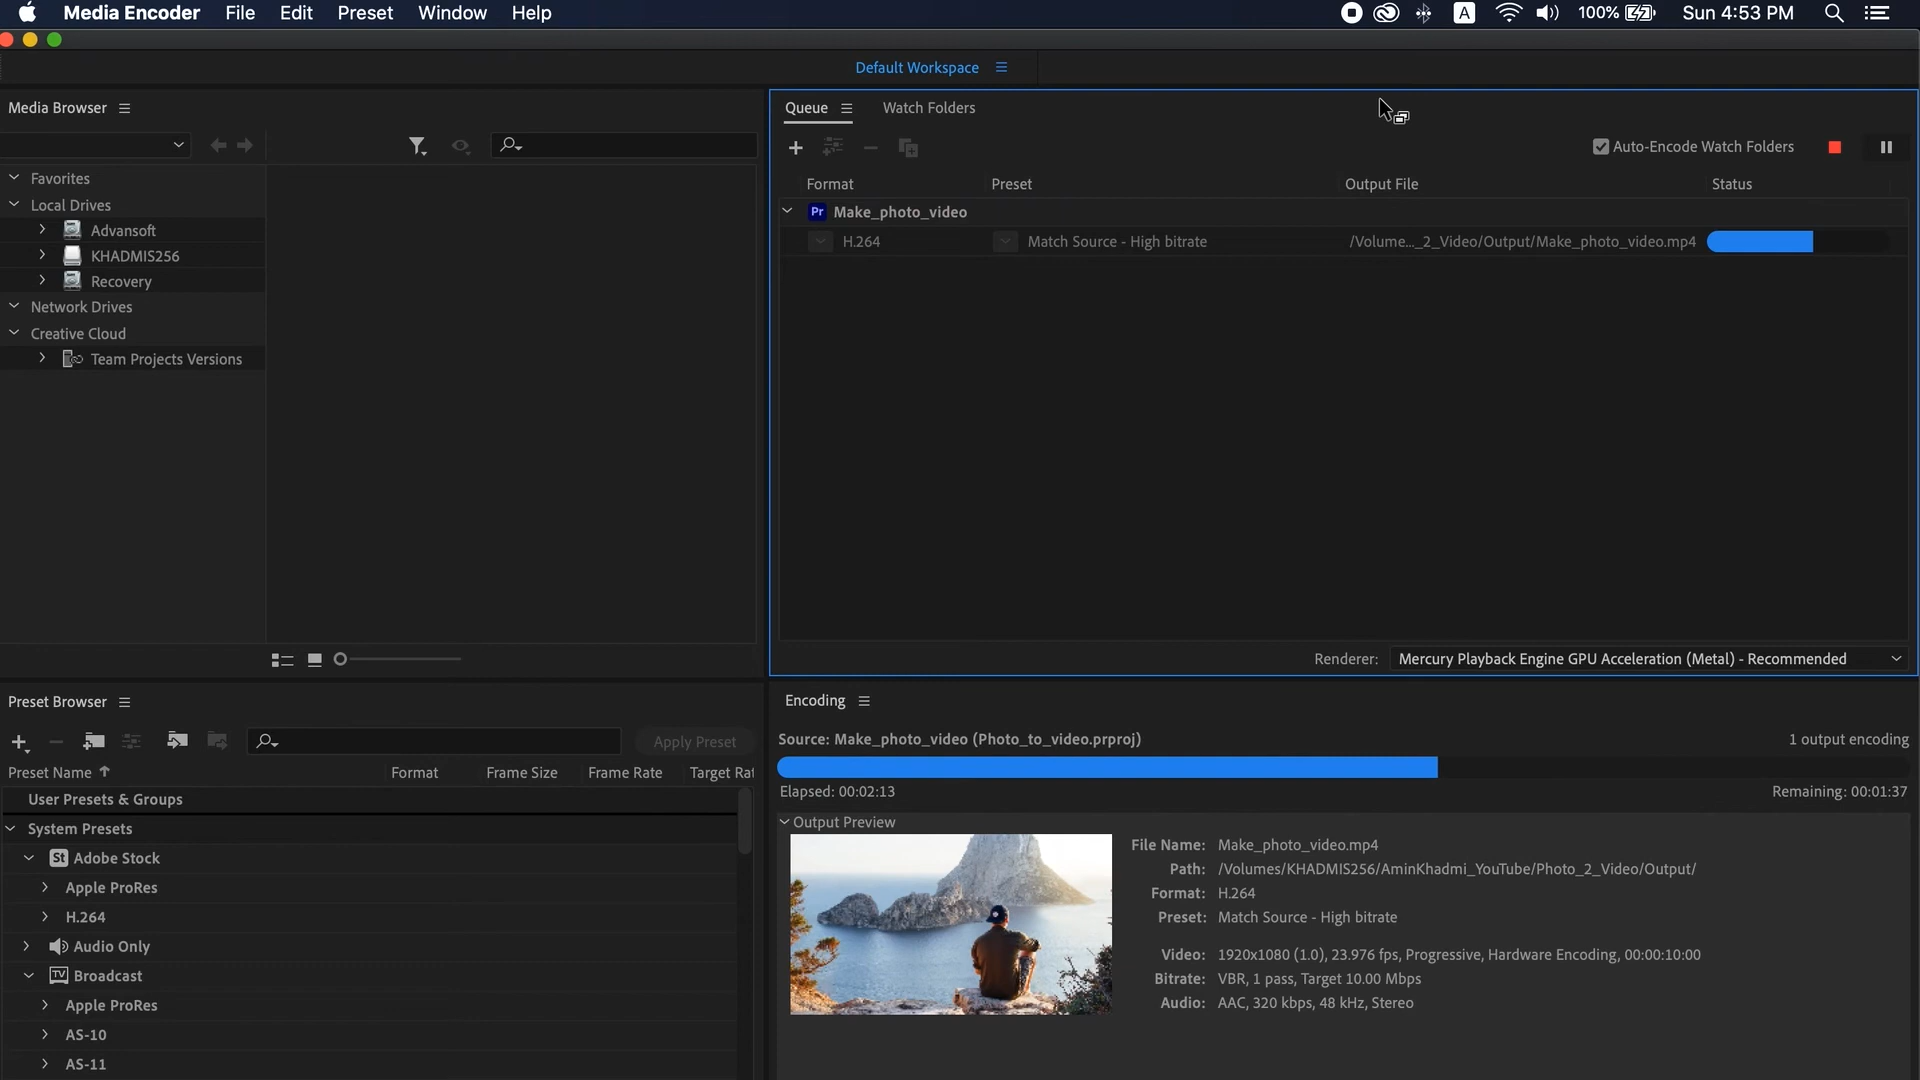 Media Encoder File Edit Preset Window Help A 100% Sun 4:53 PM
Default Workspace
Media Browser
Favorites
Local Drives
Advansoft
KHADMIS256
Recovery
Network Drives
Creative Cloud
Team Projects Versions
Queue Watch Folders
Auto-Encode Watch Folders
Format Preset Output File Status
Pr Make_photo_video
H.264 Match Source - High bitrate /Volume..._2_Video/Output/Make_photo_video.mp4
Renderer: Mercury Playback Engine GPU Acceleration (Metal) - Recommended
Preset Browser
Apply Preset
Preset Name Format Frame Size Frame Rate Target Rat
User Presets & Groups
System Presets
St Adobe Stock
Apple ProRes
H.264
Audio Only
TV Broadcast
Apple ProRes
AS-10
AS-11
Encoding
Source: Make_photo_video (Photo_to_video.prproj) 1 output encoding
Elapsed: 00:02:13 Remaining: 00:01:37
Output Preview
File Name: Make_photo_video.mp4
Path: /Volumes/KHADMIS256/AminKhadmi_YouTube/Photo_2_Video/Output/
Format: H.264
Preset: Match Source - High bitrate
Video: 1920x1080 (1.0), 23.976 fps, Progressive, Hardware Encoding, 00:00:10:00
Bitrate: VBR, 1 pass, Target 10.00 Mbps
Audio: AAC, 320 kbps, 48 kHz, Stereo